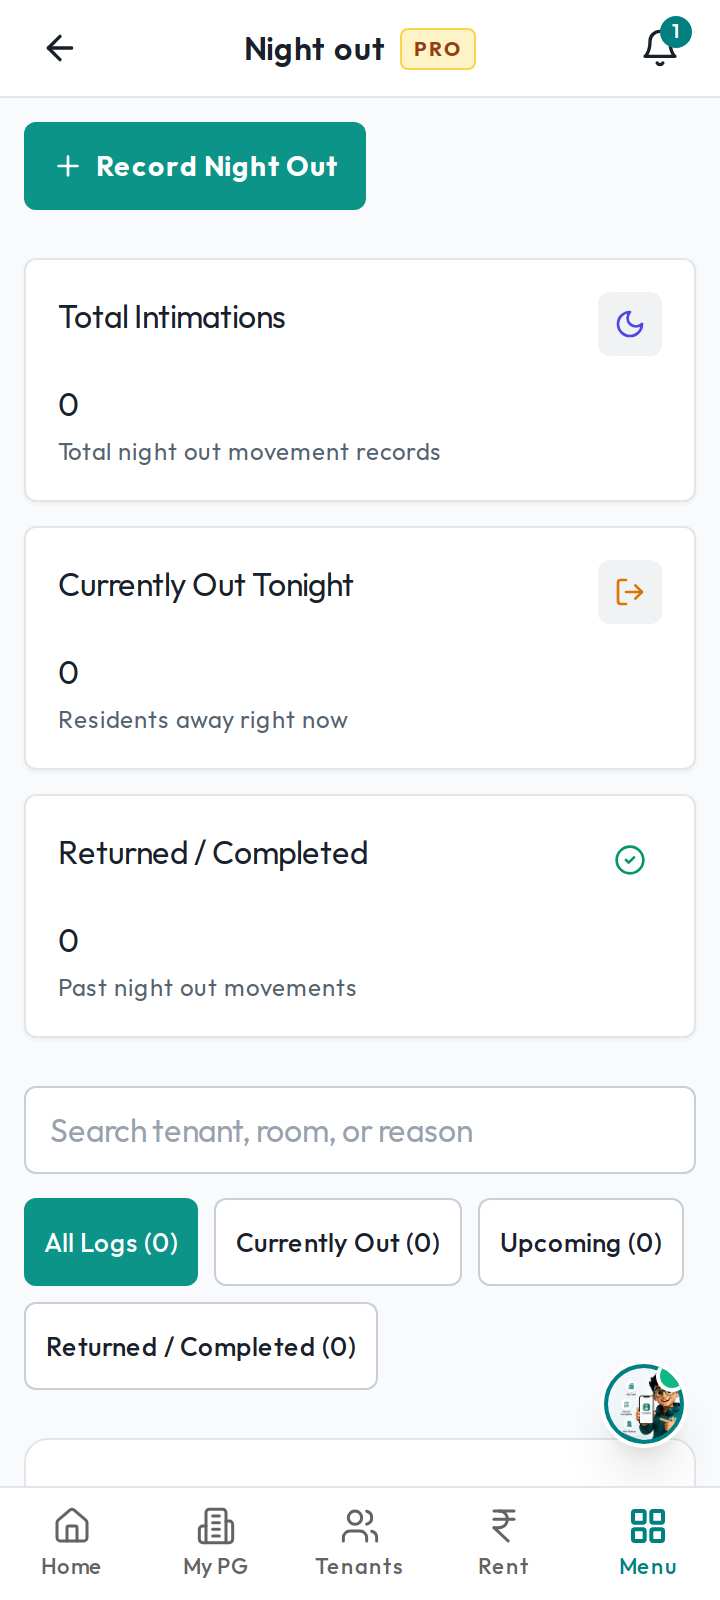 Night out PRO
1
+ Record Night Out
Total Intimations
0
Total night out movement records
Currently Out Tonight
0
Residents away right now
Returned / Completed
0
Past night out movements
Search tenant, room, or reason
All Logs (0) Currently Out (0) Upcoming (0)
Returned / Completed (0)
Home My PG Tenants Rent Menu